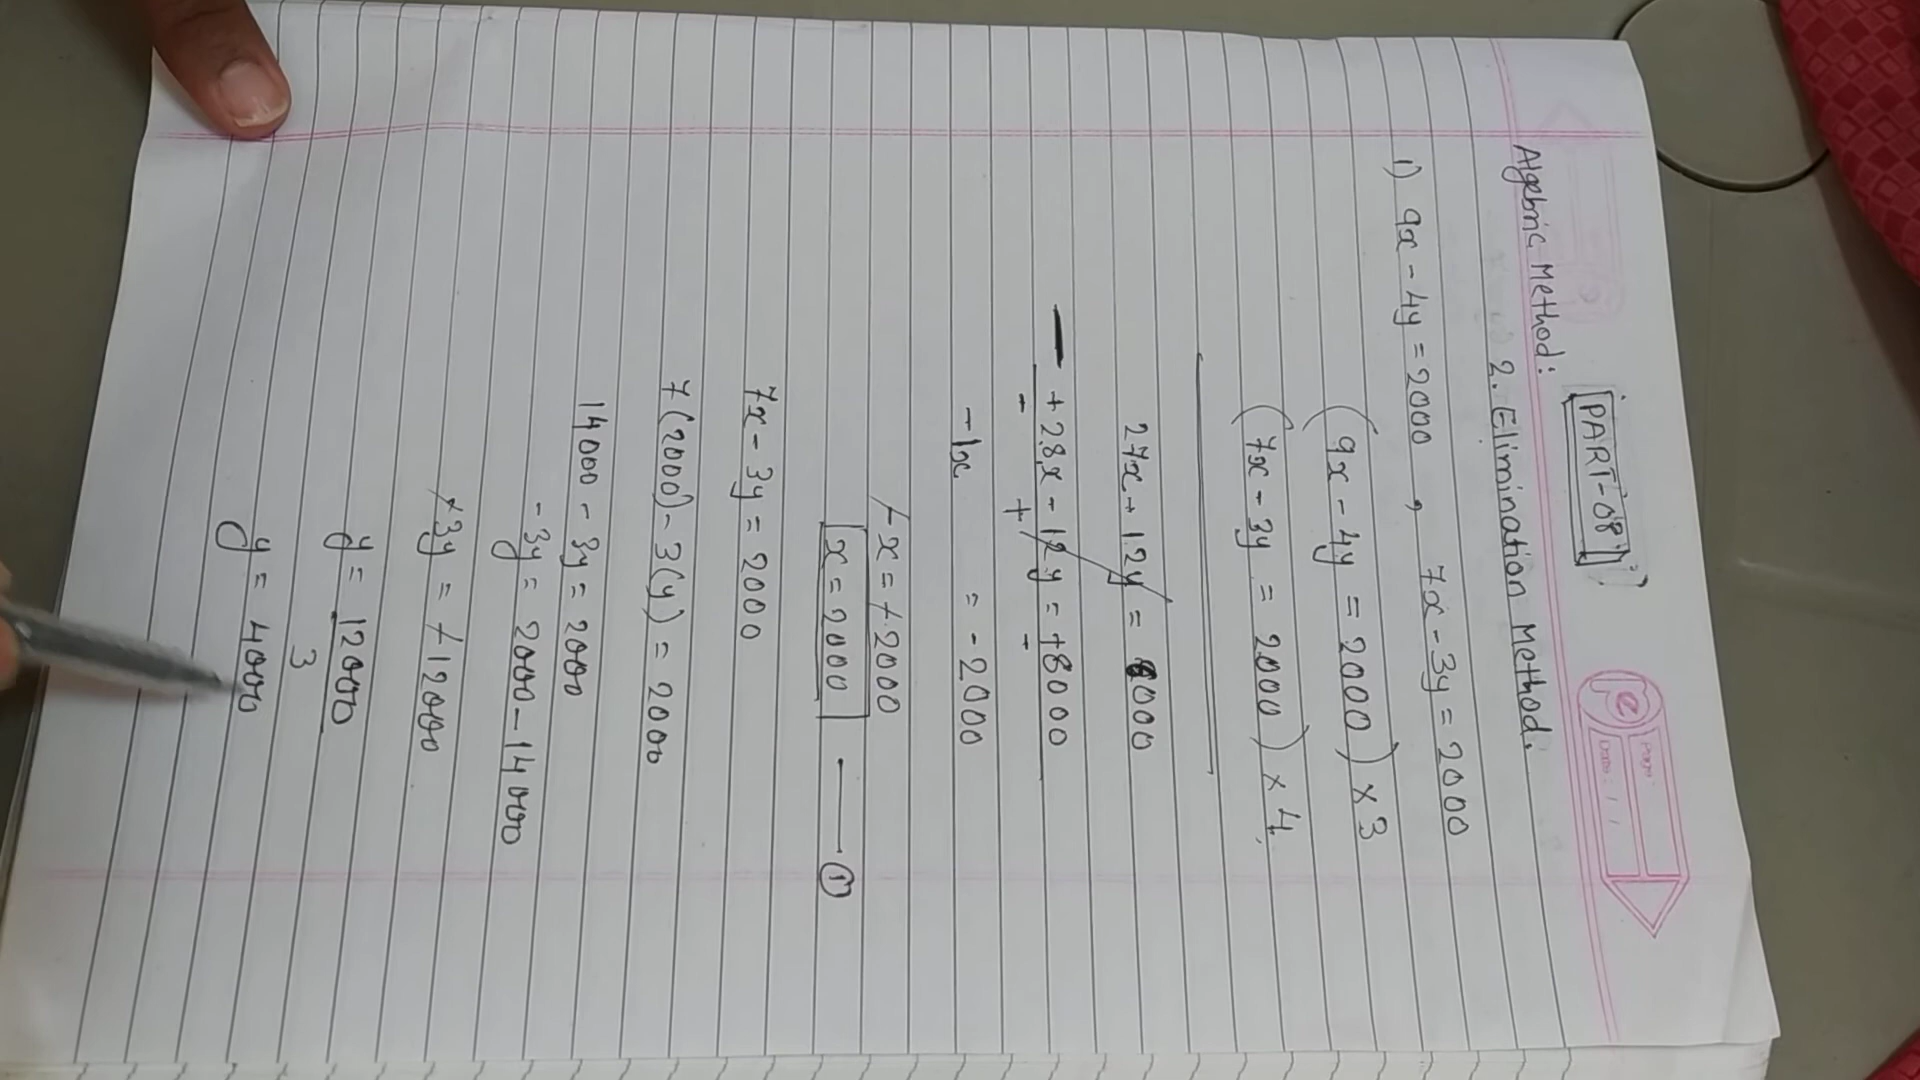 PART-08
Page:
Date: / /
Algebric Method:
2. Elimination Method.
1) 9x - 4y = 2000 , 7x - 3y = 2000
(9x - 4y = 2000) × 3
(7x - 3y = 2000) × 4
27x - 12y = 6000
- +28x - 12y = +8000
- + -
-1x = -2000
-x = -2000
x = 2000 — (1)
7x - 3y = 2000
7(2000) - 3(y) = 2000
14000 - 3y = 2000
-3y = 2000 - 14000
-3y = -12000
y = 12000
3
y = 4000